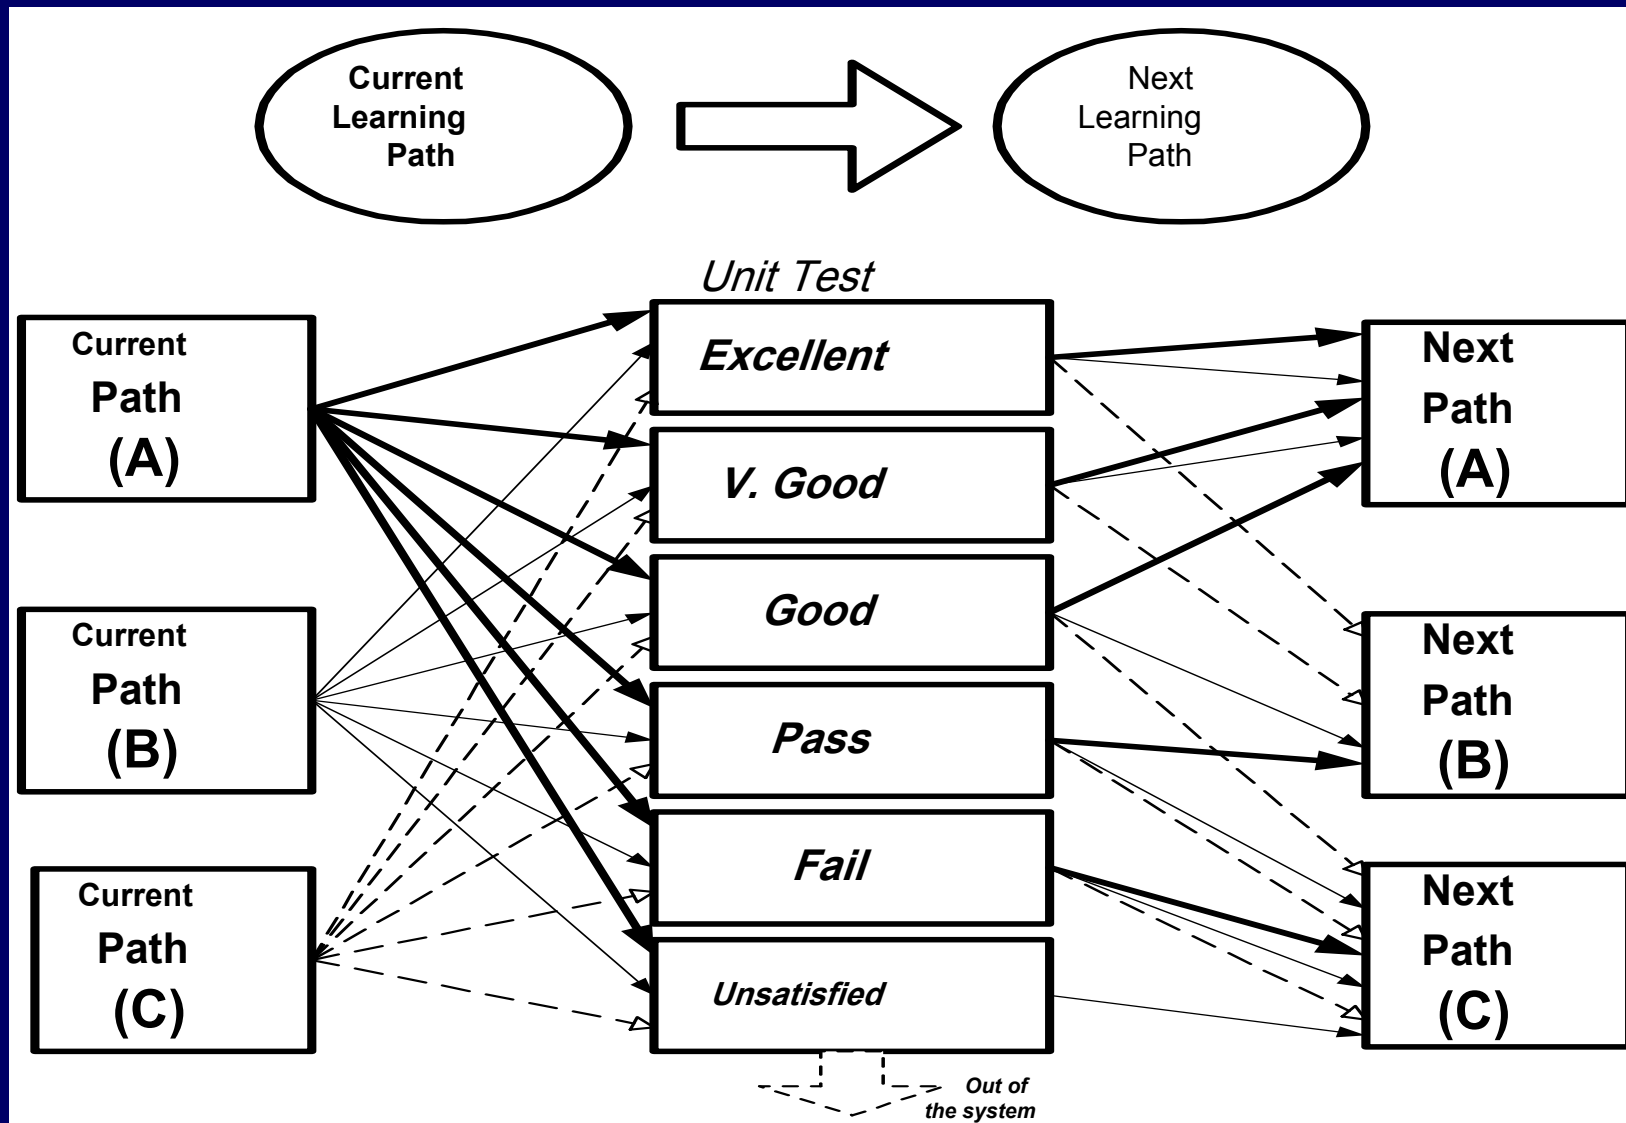 Current
Learning
Path
Next
Learning
Path
Unit Test
Current
Path
(A)
Current
Path
(B)
Current
Path
(C)
Excellent
V. Good
Good
Pass
Fail
Unsatisfied
Out of
the system
Next
Path
(A)
Next
Path
(B)
Next
Path
(C)